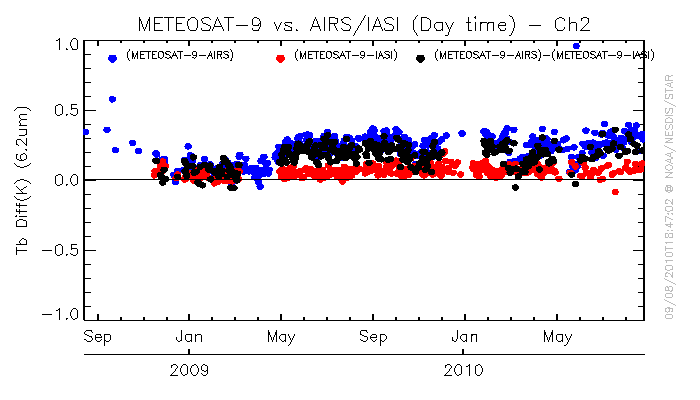 METEOSAT-9 vs. AIRS/IASI (Day time) - Ch2
(METEOSAT-9-AIRS) (METEOSAT-9-IASI) (METEOSAT-9-AIRS)-(METEOSAT-9-IASI)
1.0
0.5
0.0
-0.5
-1.0
Tb Diff(K) (6.2um)
Sep Jan May Sep Jan May
2009 2010
09/08/2010T18:47:02 @ NOAA/NESDIS/STAR